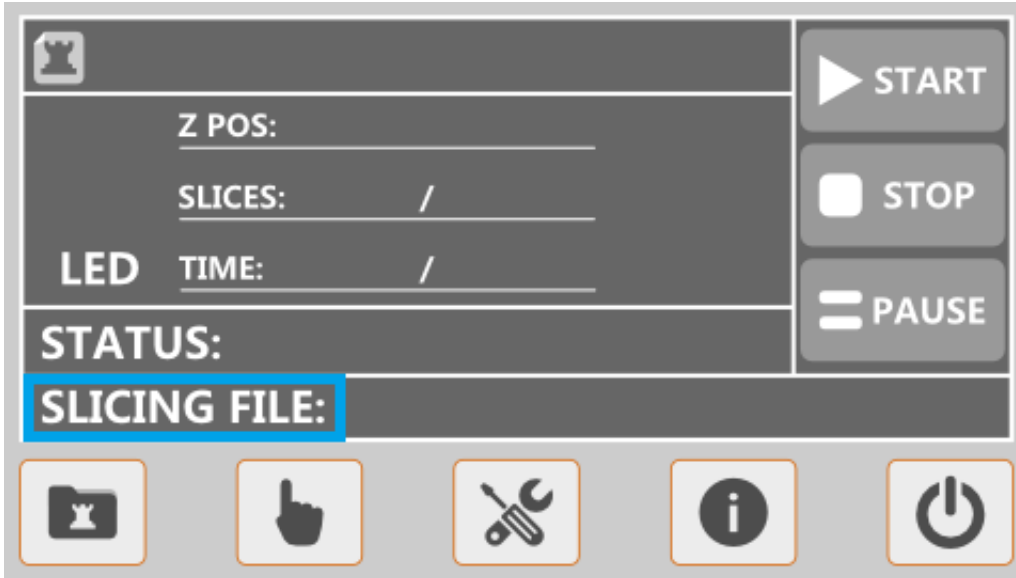 START
Z POS:
SLICES: /
STOP
LED TIME: /
PAUSE
STATUS:
SLICING FILE:
i